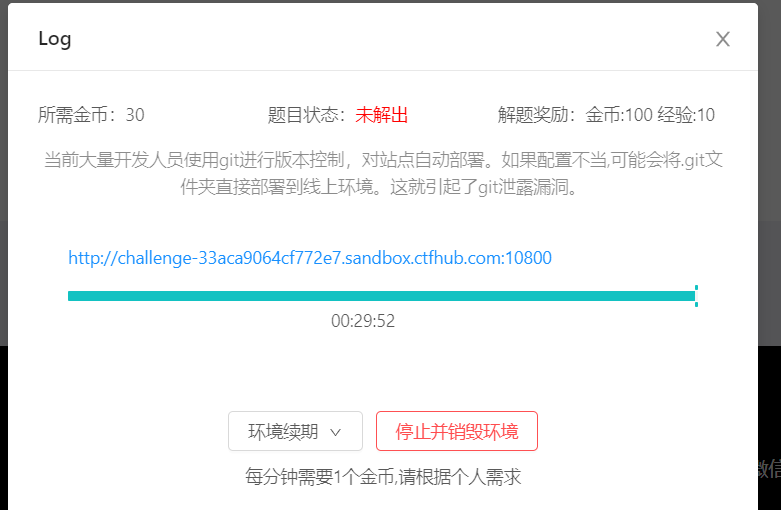 Log
所需金币：30 题目状态：未解出 解题奖励：金币:100 经验:10
当前大量开发人员使用git进行版本控制，对站点自动部署。如果配置不当,可能会将.git文
件夹直接部署到线上环境。这就引起了git泄露漏洞。
http://challenge-33aca9064cf772e7.sandbox.ctfhub.com:10800
00:29:52
环境续期 停止并销毁环境
每分钟需要1个金币,请根据个人需求
微信